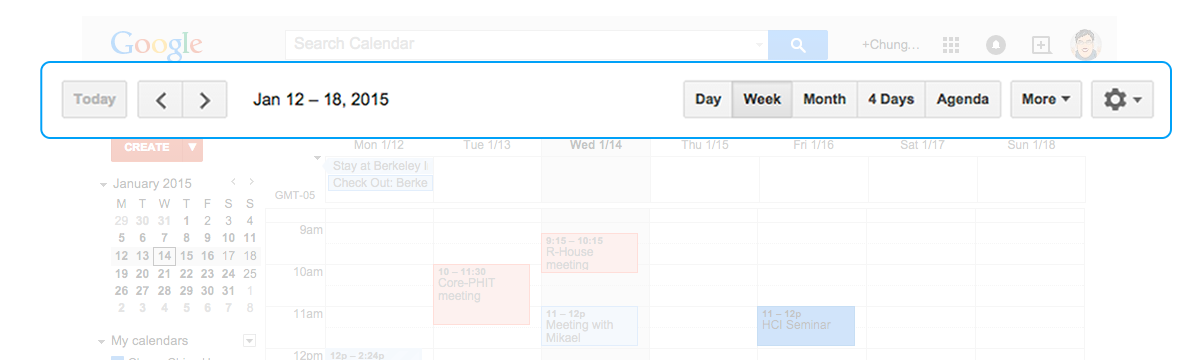 Google Search Calendar +Chung...
Today Jan 12 – 18, 2015 Day Week Month 4 Days Agenda More
CREATE
Mon 1/12 Tue 1/13 Wed 1/14 Thu 1/15 Fri 1/16 Sat 1/17 Sun 1/18
Stay at Berkeley
Check Out: Berke
GMT-05
January 2015
M T W T F S S
29 30 31 1 2 3 4
5 6 7 8 9 10 11
12 13 14 15 16 17 18
19 20 21 22 23 24 25
26 27 28 29 30 31 1
2 3 4 5 6 7 8
My calendars
9am
10am
11am
12pm
10 – 11:30
Core-PHIT
meeting
9:15 – 10:15
R-House
meeting
11 – 12p
Meeting with
Mikael
11 – 12p
HCI Seminar
12p – 2:24p